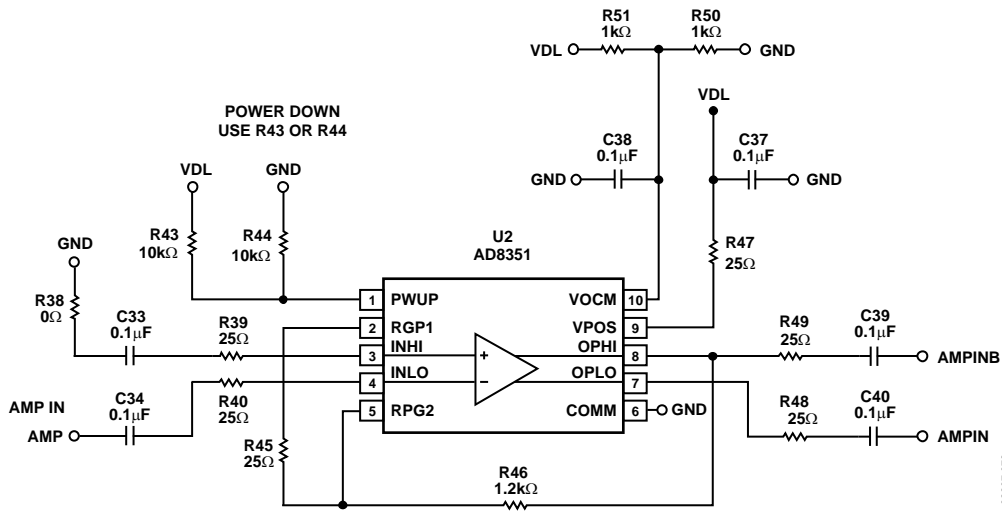 R51
1kΩ
R50
1kΩ
VDL
GND
VDL
POWER DOWN
USE R43 OR R44
C38
0.1μF
C37
0.1μF
VDL
GND
GND
GND
R43
10kΩ
R44
10kΩ
U2
AD8351
R47
25Ω
GND
R38
0Ω
C33
0.1μF
R39
25Ω
1 PWUP
VOCM 10
2 RGP1
VPOS 9
R49
25Ω
C39
0.1μF
3 INHI
+
OPHI 8
AMPINB
4 INLO
−
OPLO 7
AMP IN
C34
0.1μF
R40
25Ω
5 RPG2
COMM 6
GND
AMP
R48
25Ω
C40
0.1μF
AMPIN
R45
25Ω
R46
1.2kΩ